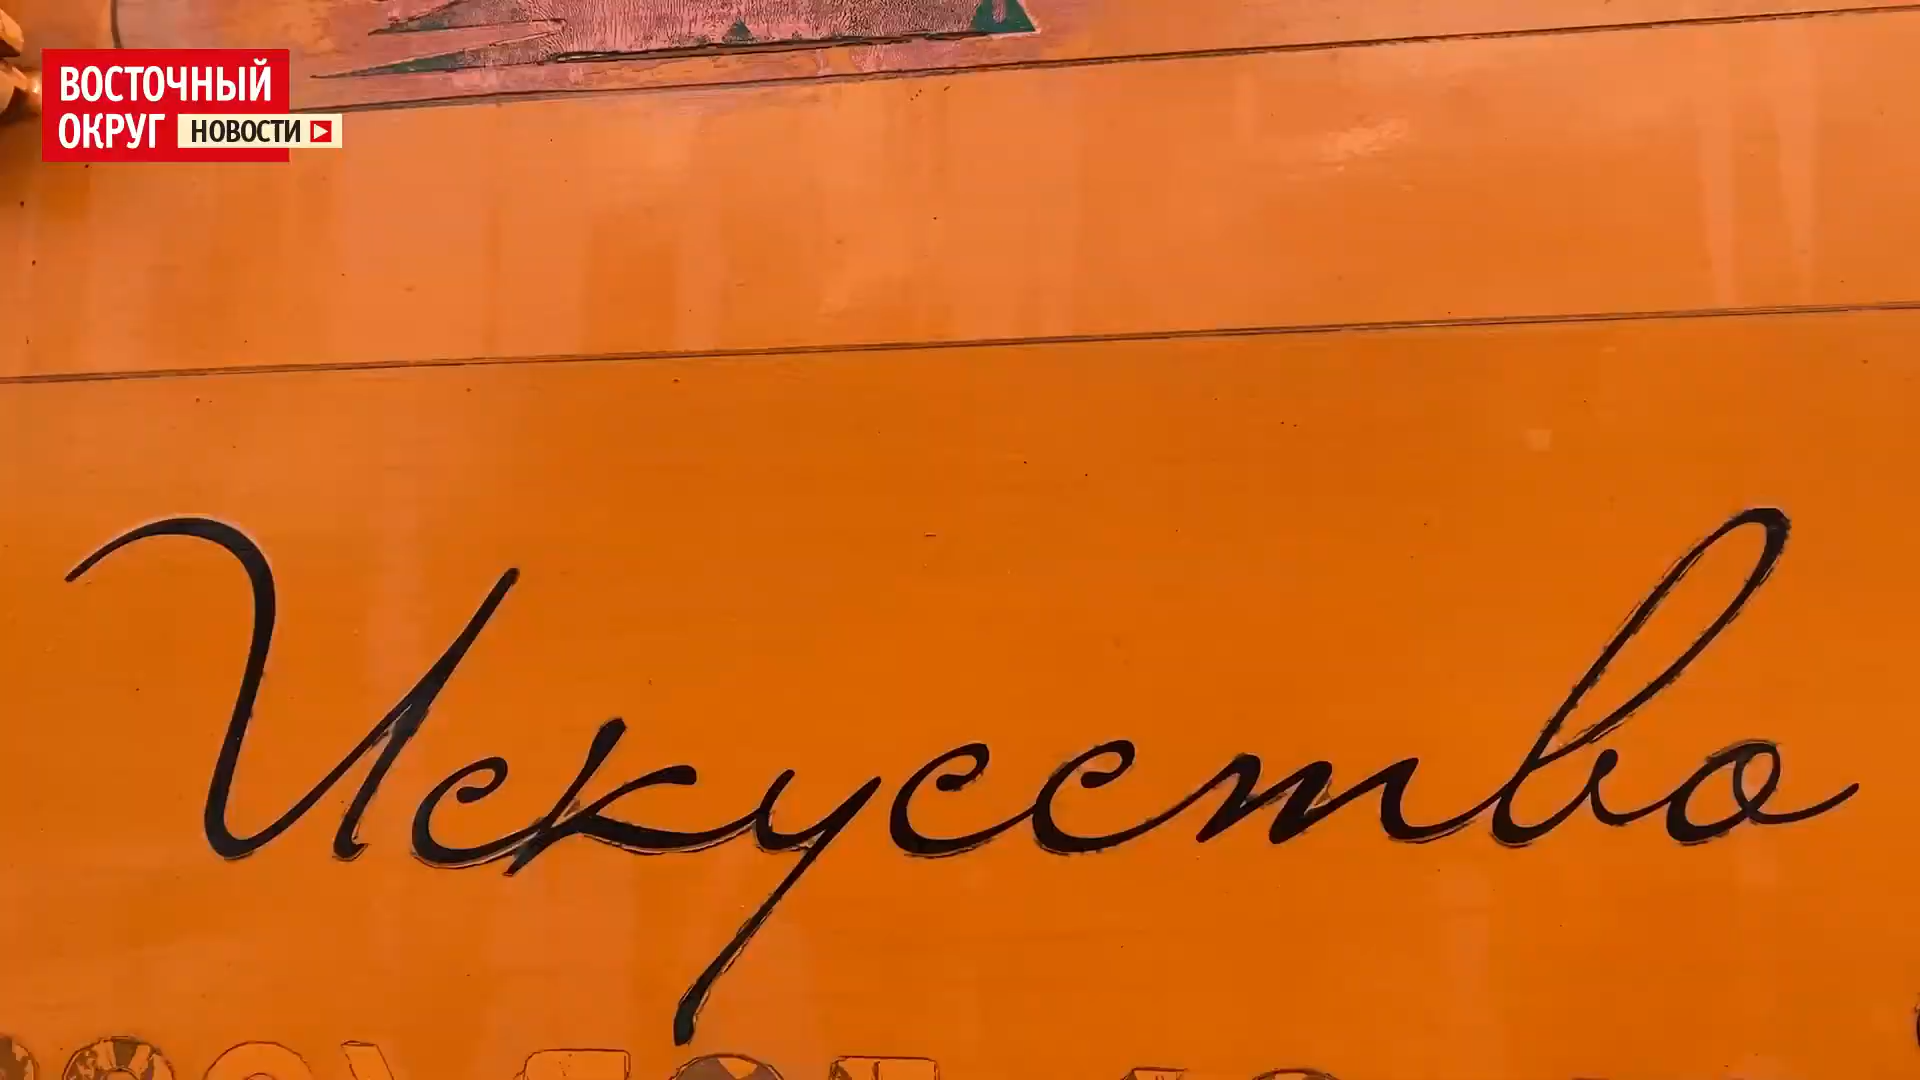 ВОСТОЧНЫЙ
ОКРУГ НОВОСТИ
Искусство